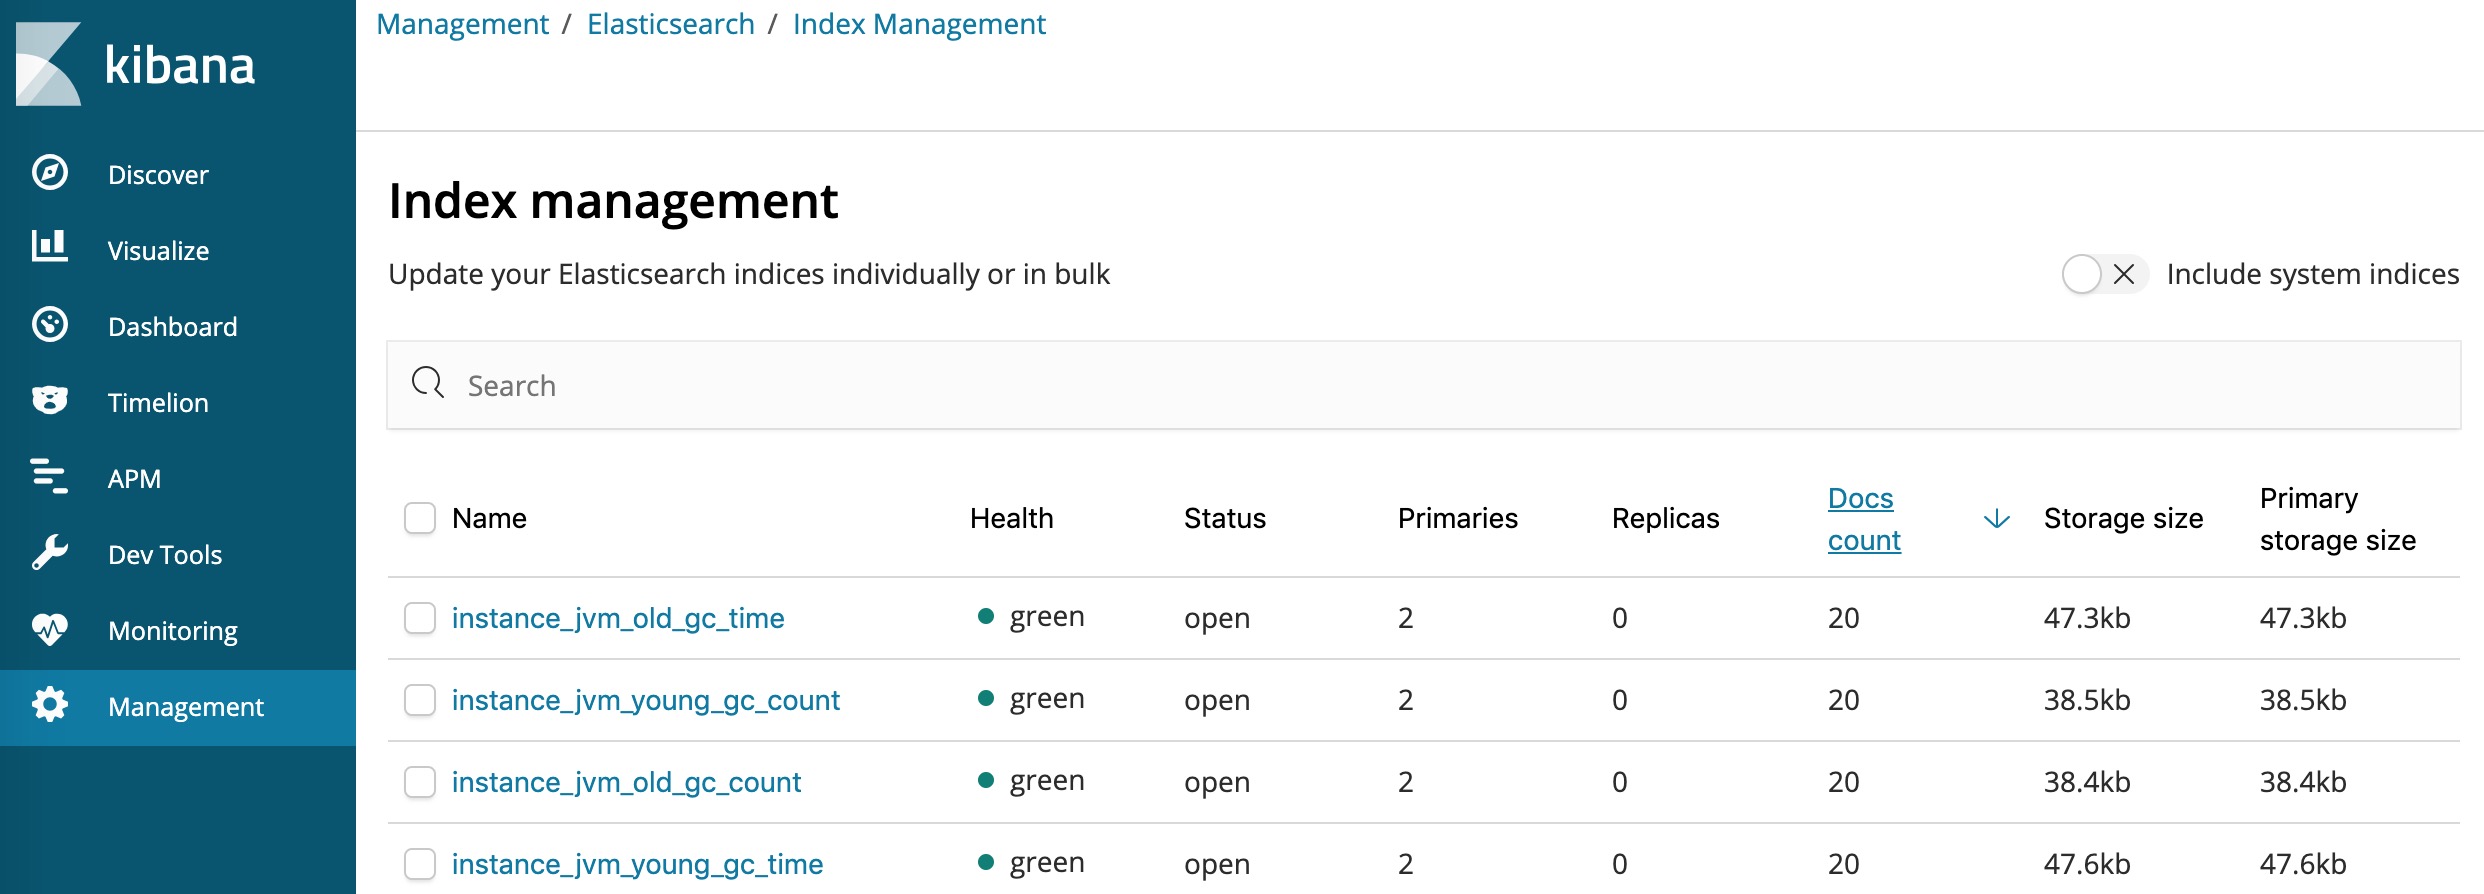 kibana
Discover
Visualize
Dashboard
Timelion
APM
Dev Tools
Monitoring
Management
Management / Elasticsearch / Index Management
Index management
Update your Elasticsearch indices individually or in bulk
Include system indices
Search
Name Health Status Primaries Replicas Docs count Storage size Primary storage size
instance_jvm_old_gc_time green open 2 0 20 47.3kb 47.3kb
instance_jvm_young_gc_count green open 2 0 20 38.5kb 38.5kb
instance_jvm_old_gc_count green open 2 0 20 38.4kb 38.4kb
instance_jvm_young_gc_time green open 2 0 20 47.6kb 47.6kb